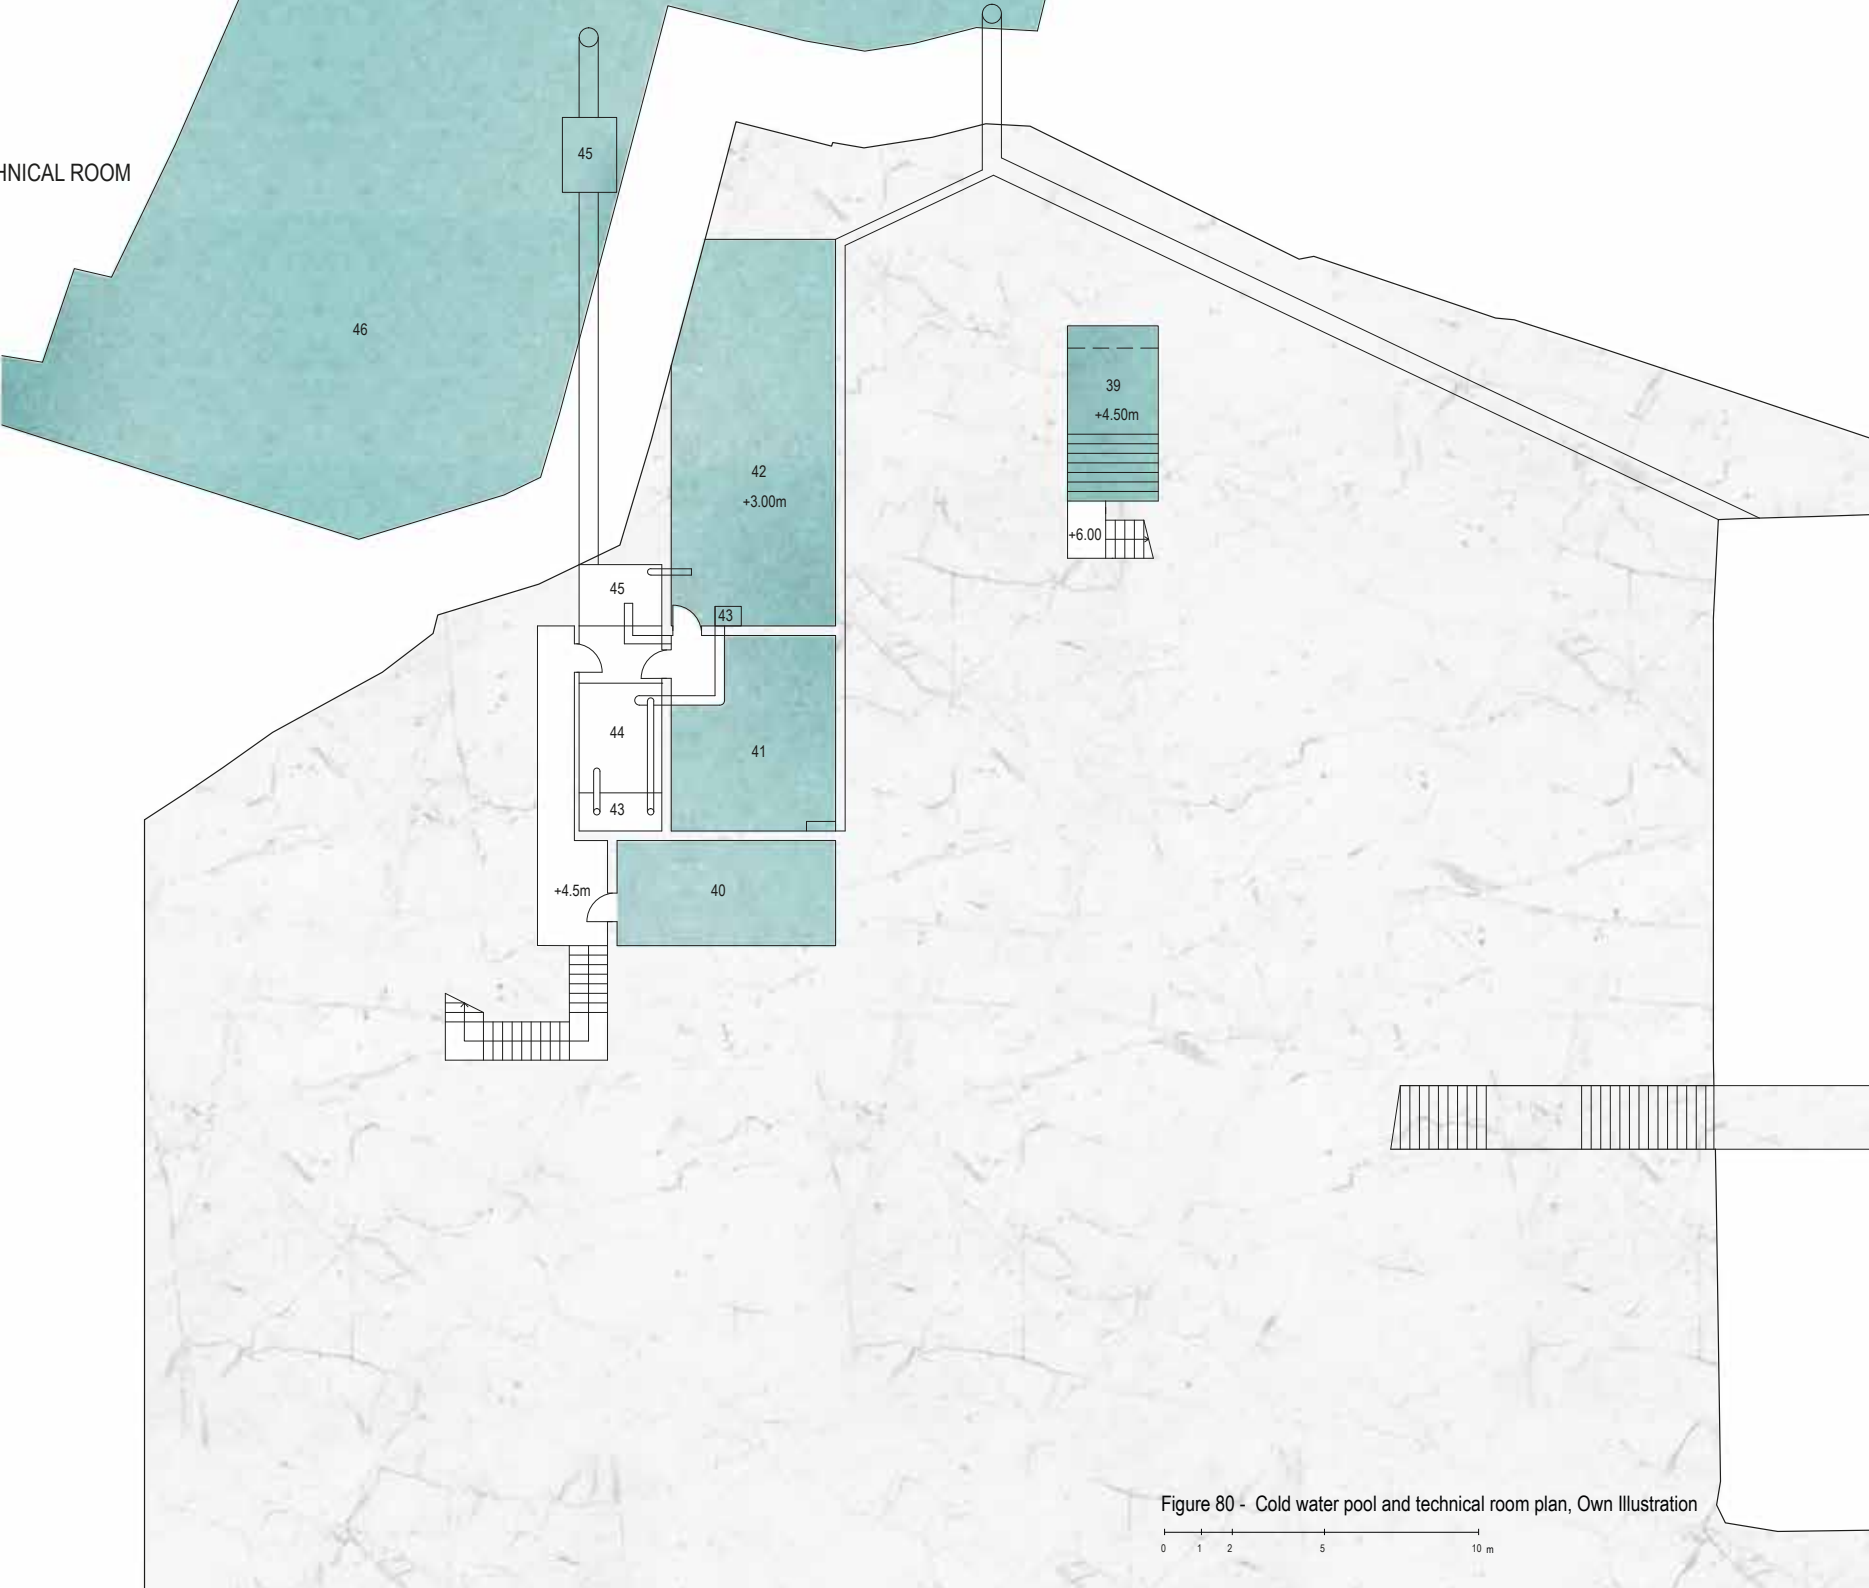 45
HNICAL ROOM
46
39
+4.50m
42
+3.00m
+6.00
45
43
44
41
43
+4.5m
40
Figure 80 - Cold water pool and technical room plan, Own Illustration
0 1 2 5 10 m